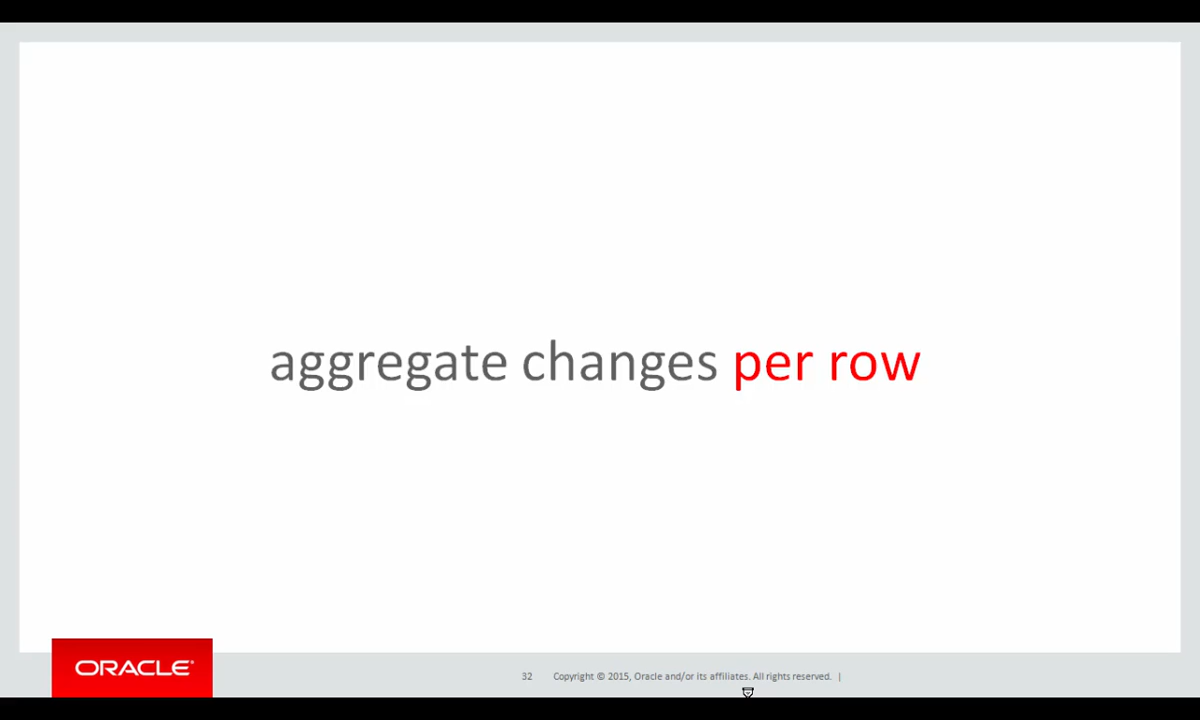 aggregate changes per row
ORACLE®
32 Copyright © 2015, Oracle and/or its affiliates. All rights reserved. |